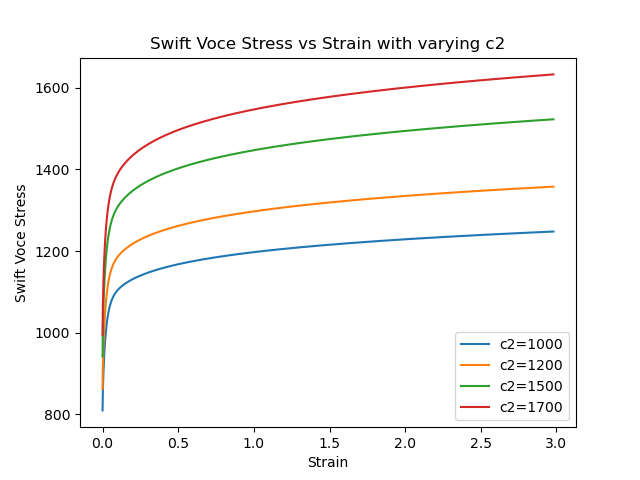 Swift Voce Stress vs Strain with varying c2
1600
1400
1200
1000
800
Swift Voce Stress
c2=1000
c2=1200
c2=1500
c2=1700
0.0 0.5 1.0 1.5 2.0 2.5 3.0
Strain